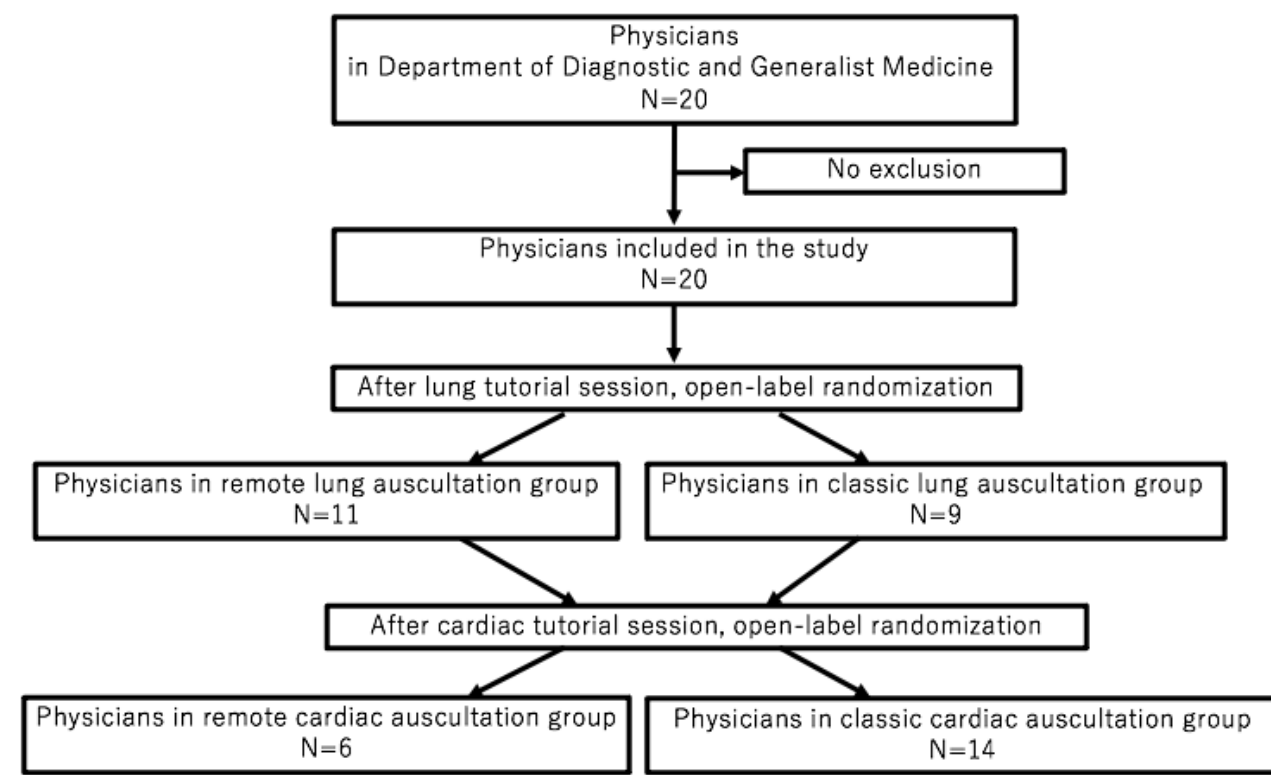 Physicians
in Department of Diagnostic and Generalist Medicine
N=20
No exclusion
Physicians included in the study
N=20
After lung tutorial session, open-label randomization
Physicians in remote lung auscultation group
N=11
Physicians in classic lung auscultation group
N=9
After cardiac tutorial session, open-label randomization
Physicians in remote cardiac auscultation group
N=6
Physicians in classic cardiac auscultation group
N=14